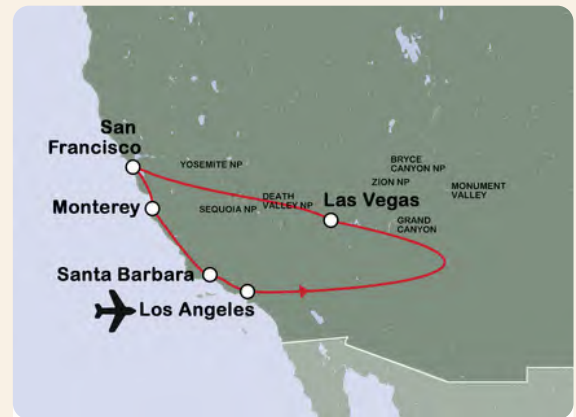 San
Francisco
YOSEMITE NP
BRYCE
CANYON NP
ZION NP
MONUMENT
VALLEY
DEATH
VALLEY NP
Las Vegas
Monterey
SEQUOIA NP
GRAND
CANYON
Santa Barbara
Los Angeles